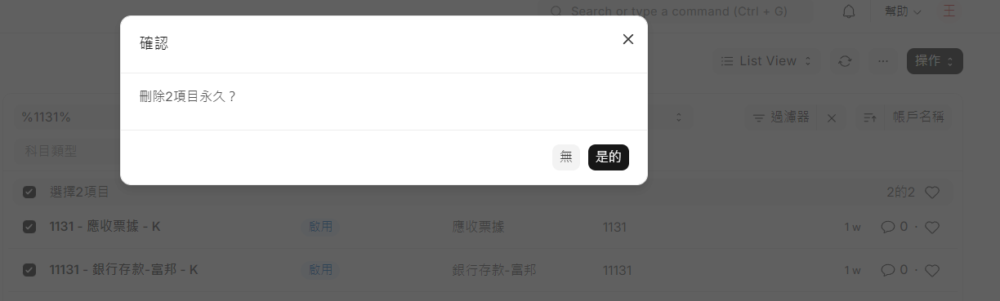 Search or type a command (Ctrl + G)
幫助
王
確認
List View
操作
刪除2項目永久？
%1131%
過濾器
帳戶名稱
科目類型
無
是的
選擇2項目
2的2
1131 - 應收票據 - K
啟用
應收票據
1131
1 w
0
11131 - 銀行存款-富邦 - K
啟用
銀行存款-富邦
11131
1 w
0